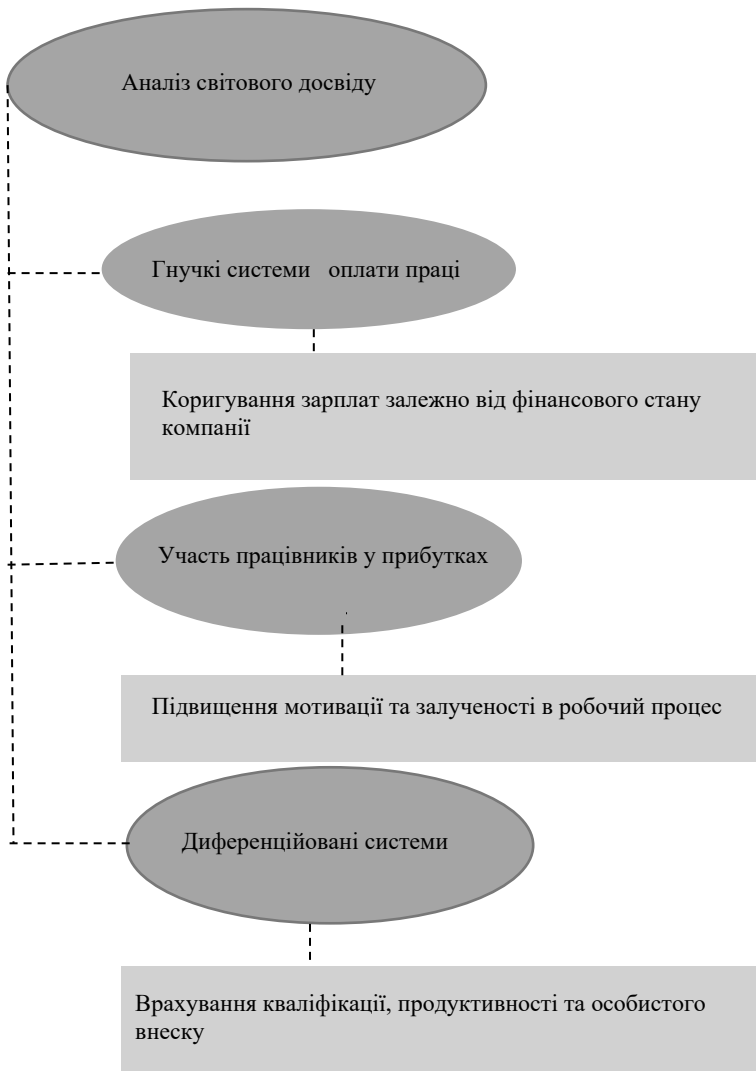 Аналіз світового досвіду
Гнучкі системи оплати праці
Коригування зарплат залежно від фінансового стану
компанії
Участь працівників у прибутках
.
Підвищення мотивації та залученості в робочий процес
Диференційовані системи
Врахування кваліфікації, продуктивності та особистого
внеску